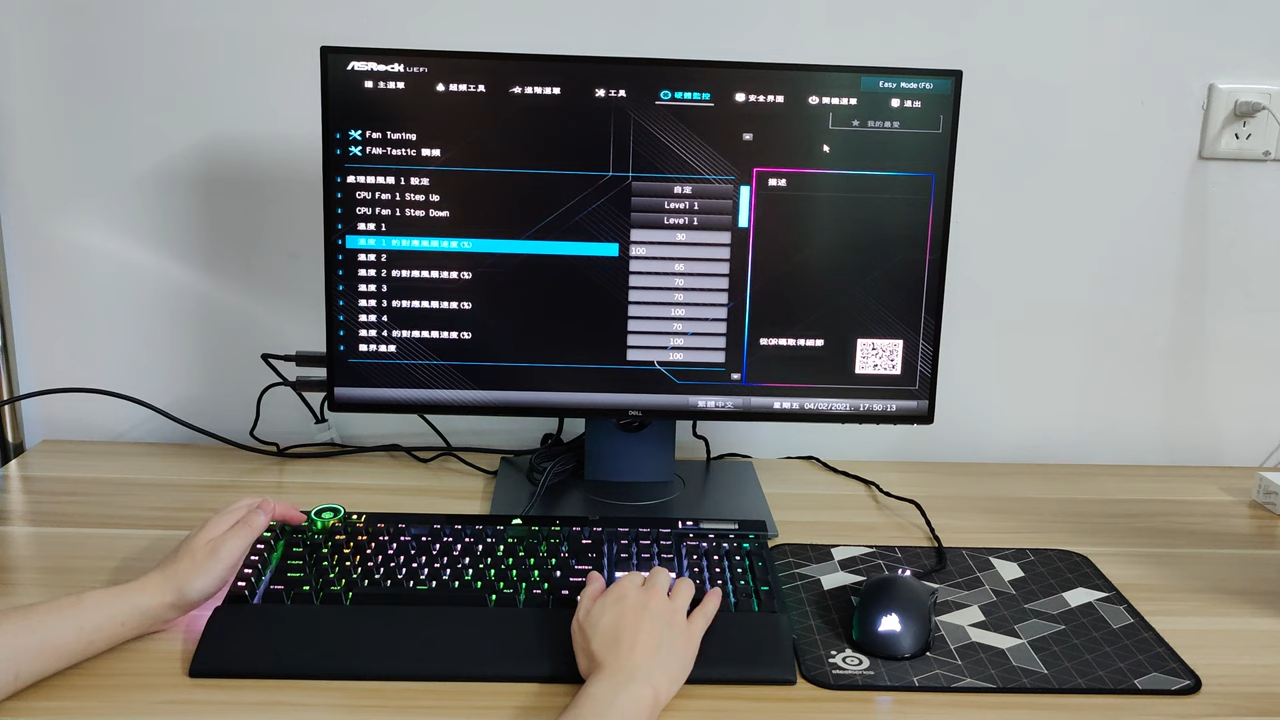 ASRock UEFI
Easy Mode(F6)
主選單 超頻工具 進階選單 工具 硬體監控 安全界面 開機選單 退出
我的最愛
Fan Tuning
FAN-Tastic 調頻
描述
處理器風扇 1 設定 自定
CPU Fan 1 Step Up Level 1
CPU Fan 1 Step Down Level 1
溫度 1 30
溫度 1 的對應風扇速度(%) 100
溫度 2 65
溫度 2 的對應風扇速度(%) 70
溫度 3 70
溫度 3 的對應風扇速度(%) 100
溫度 4 70
溫度 4 的對應風扇速度(%) 100
臨界溫度 100
從QR碼取得細節
繁體中文 星期五 04/02/2021, 17:50:13
DELL
steelseries